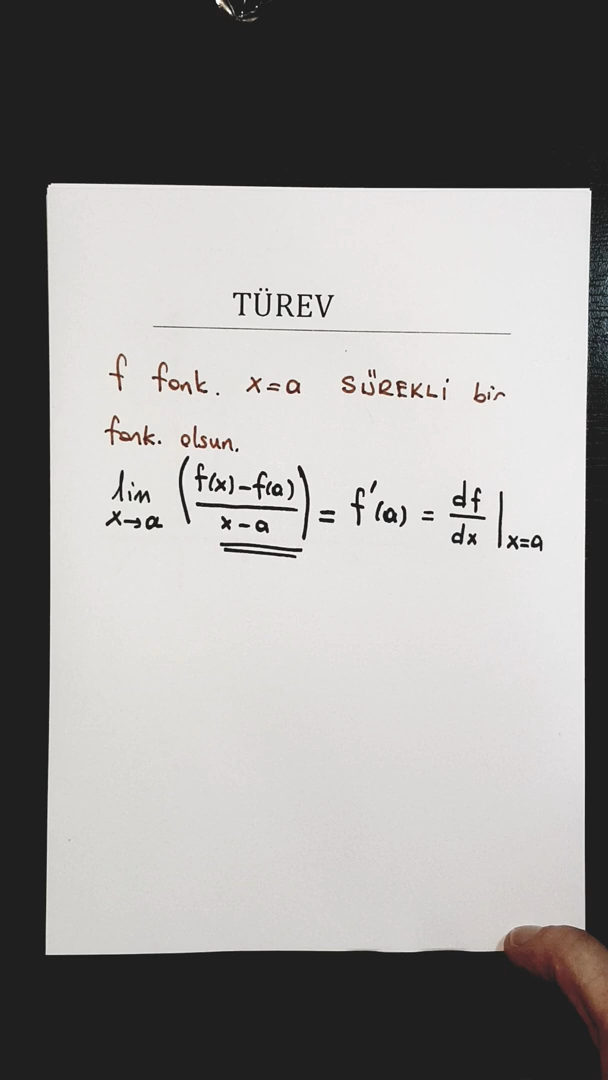 TÜREV
f fonk. x=a SÜREKLİ bir
fonk. olsun.
lim x→a (f(x)-f(a) / x-a) = f'(a) = df/dx |x=a